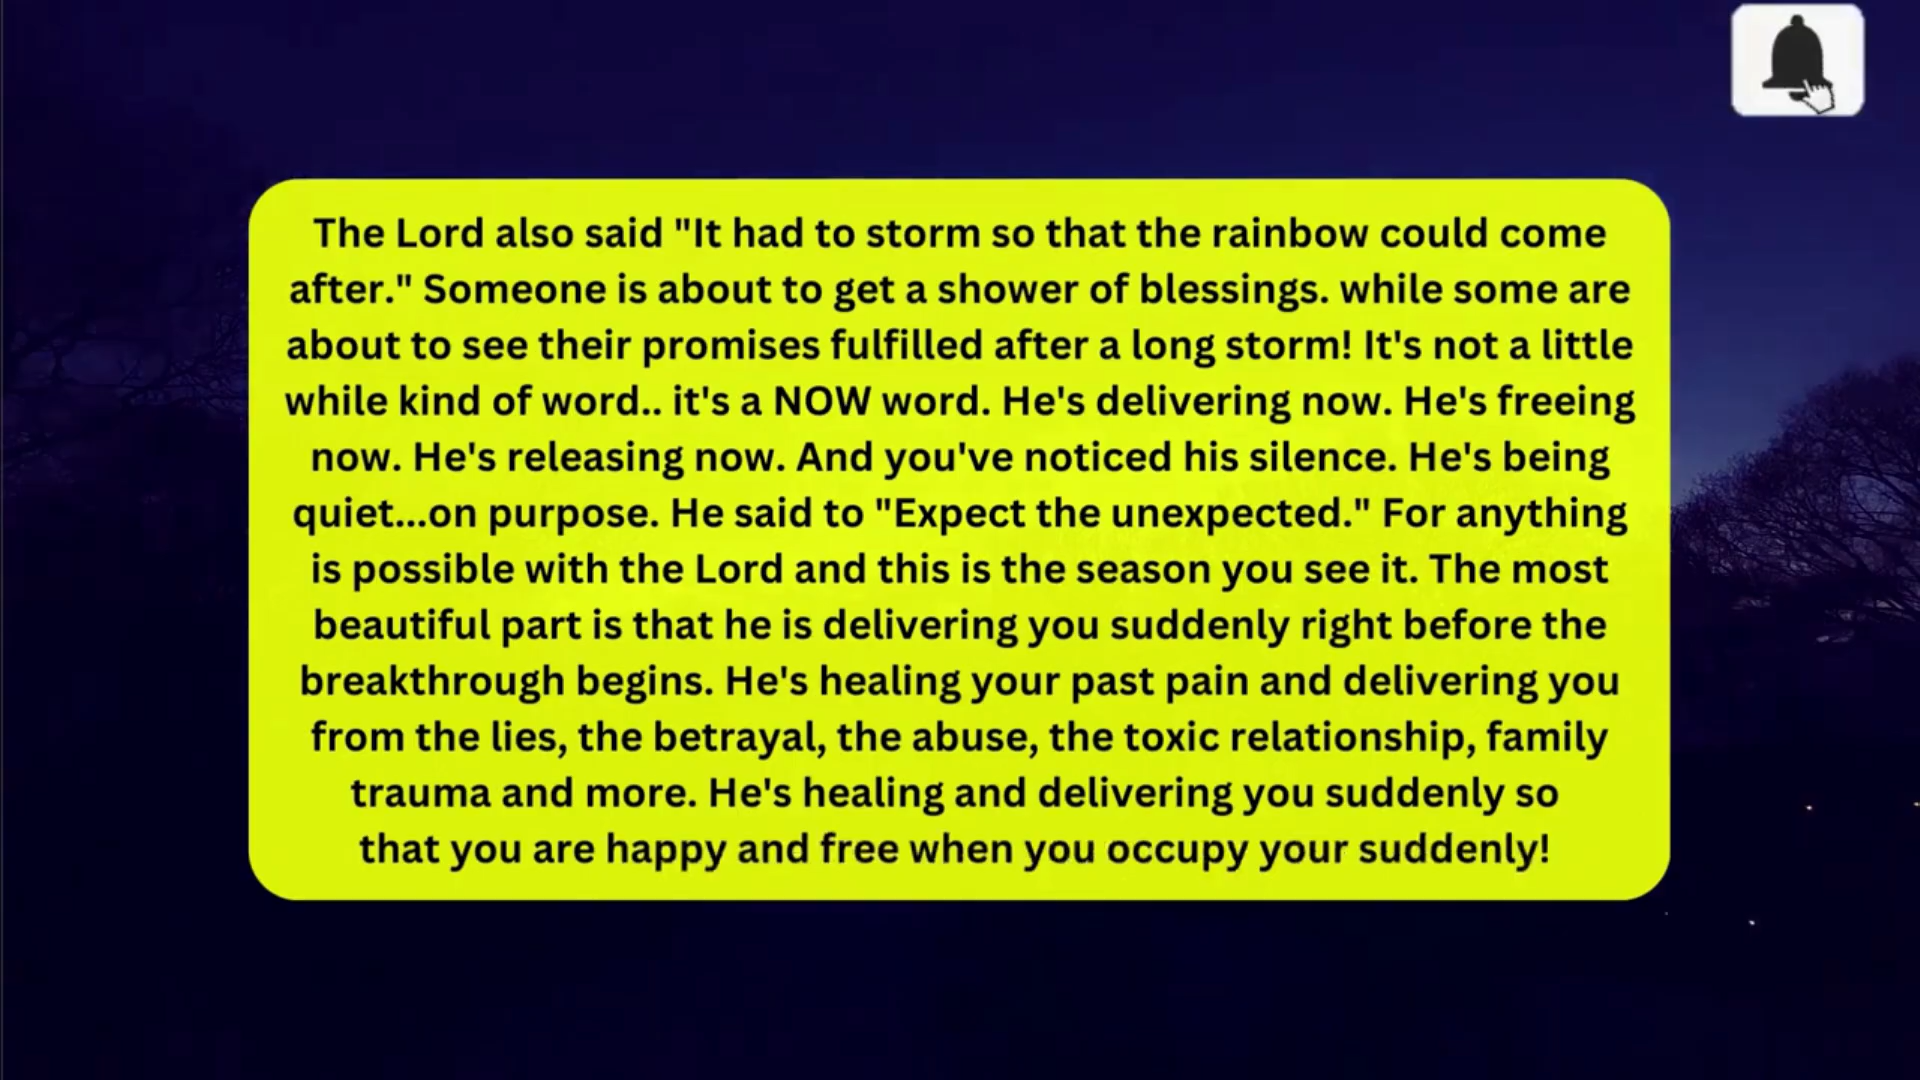 The Lord also said "It had to storm so that the rainbow could come
after." Someone is about to get a shower of blessings. while some are
about to see their promises fulfilled after a long storm! It's not a little
while kind of word.. it's a NOW word. He's delivering now. He's freeing
now. He's releasing now. And you've noticed his silence. He's being
quiet...on purpose. He said to "Expect the unexpected." For anything
is possible with the Lord and this is the season you see it. The most
beautiful part is that he is delivering you suddenly right before the
breakthrough begins. He's healing your past pain and delivering you
from the lies, the betrayal, the abuse, the toxic relationship, family
trauma and more. He's healing and delivering you suddenly so
that you are happy and free when you occupy your suddenly!